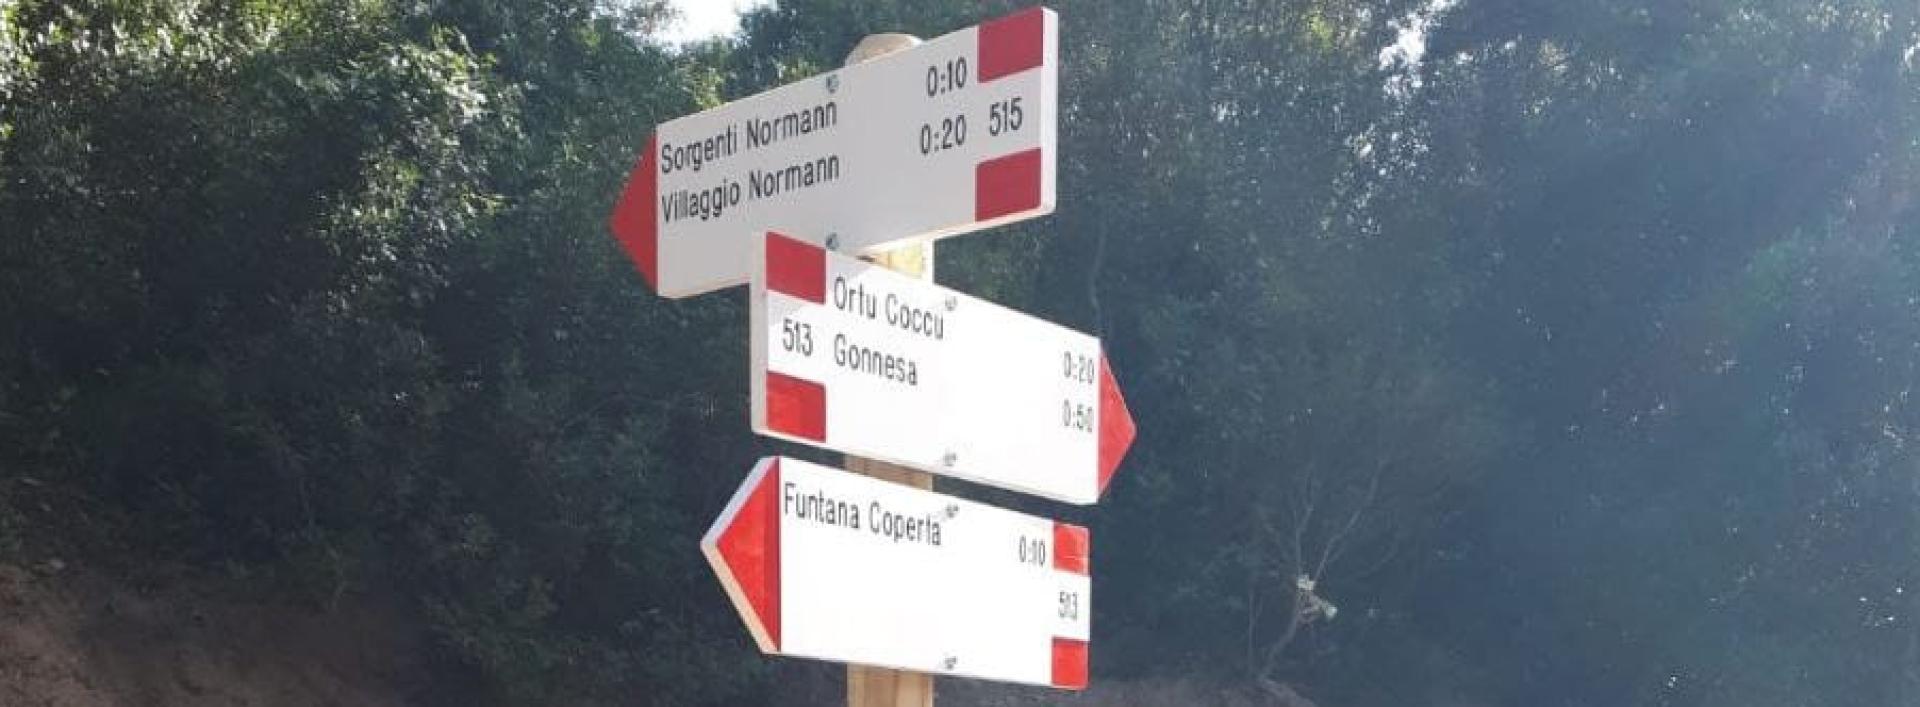 Sorgenti Normann 0:10
Villaggio Normann 0:20 515
Ortu Coccu 0:20
513 Gonnesa 0:50
Funtana Coperta 0:10
513